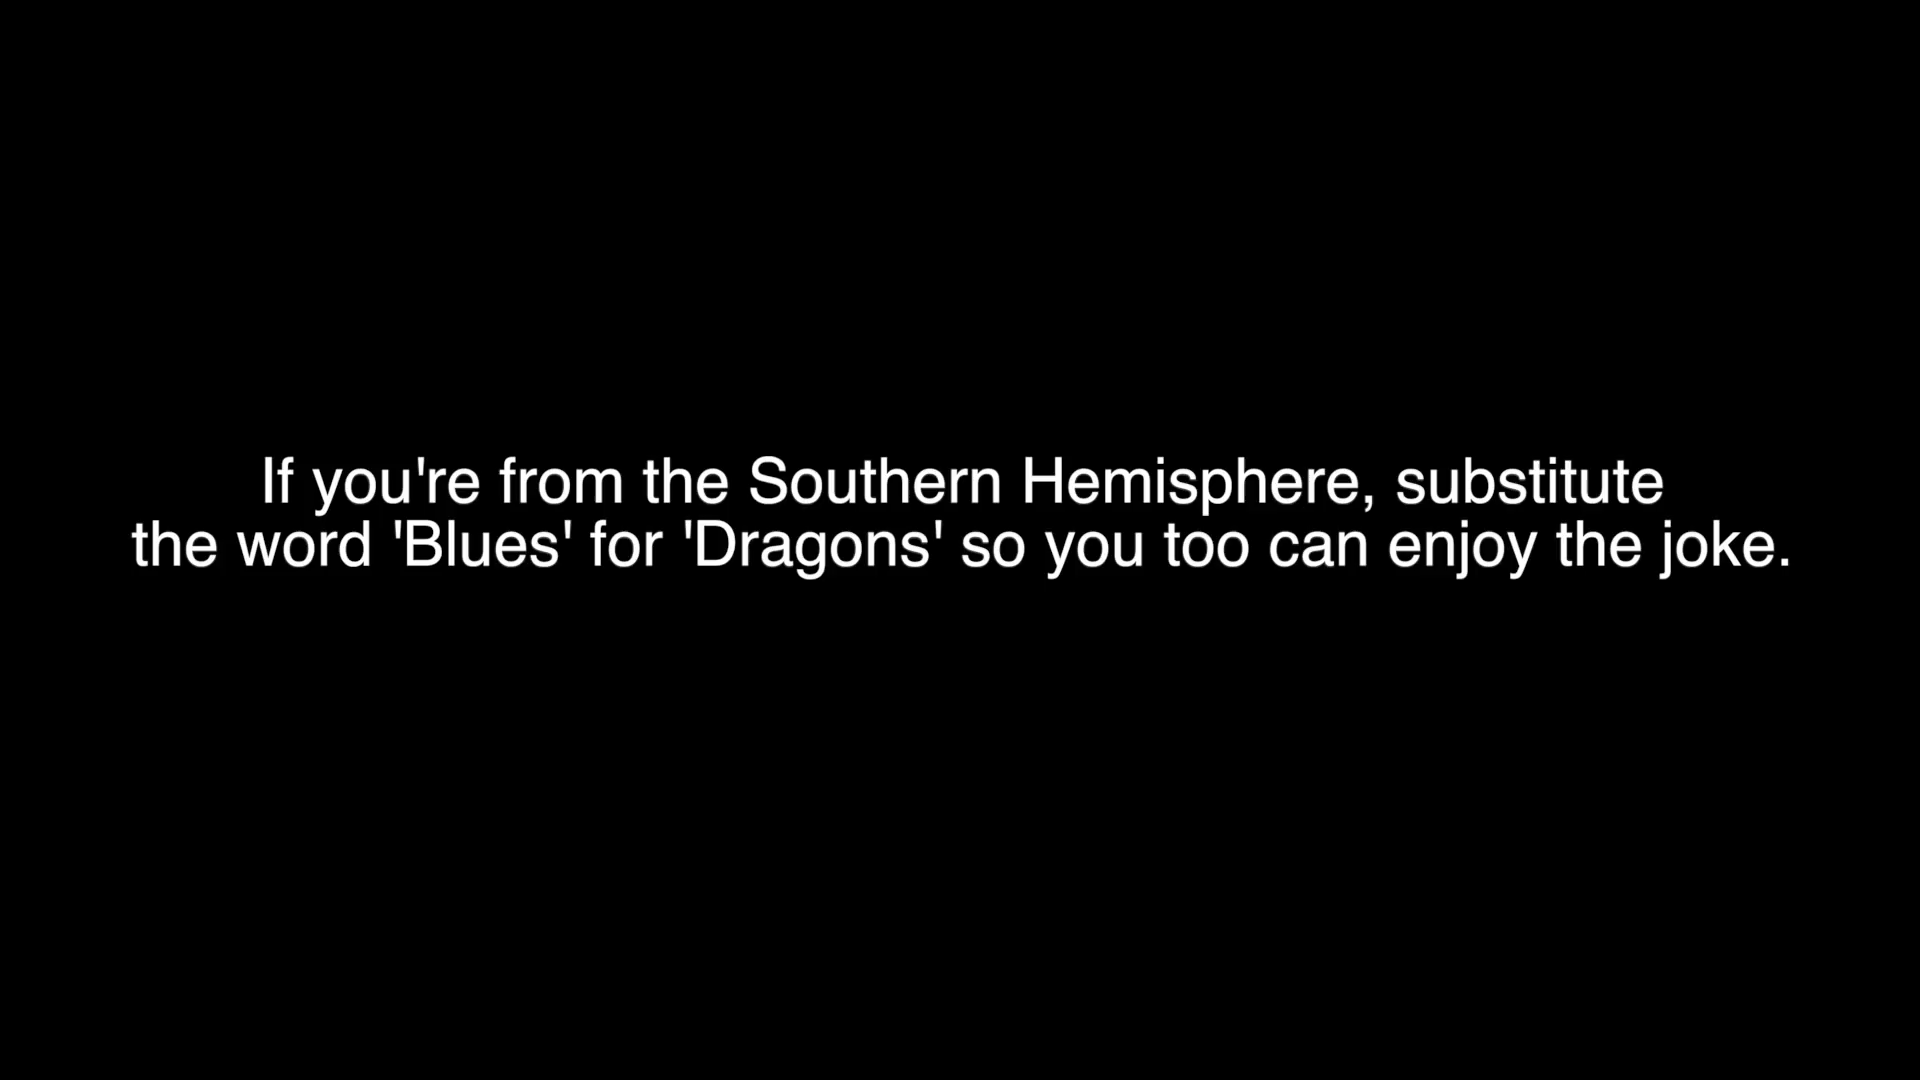 If you're from the Southern Hemisphere, substitute
the word 'Blues' for 'Dragons' so you too can enjoy the joke.